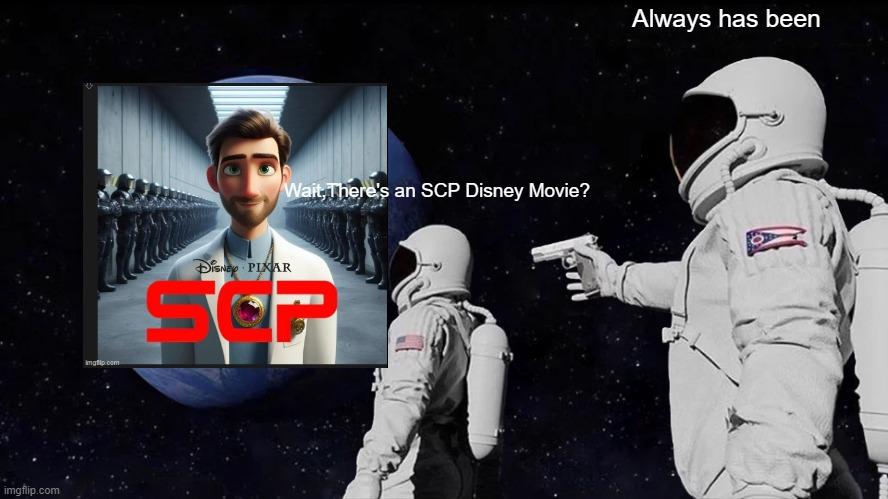 Always has been
Wait,There's an SCP Disney Movie?
Disney · PIXAR
SCP
imgflip.com
imgflip.com